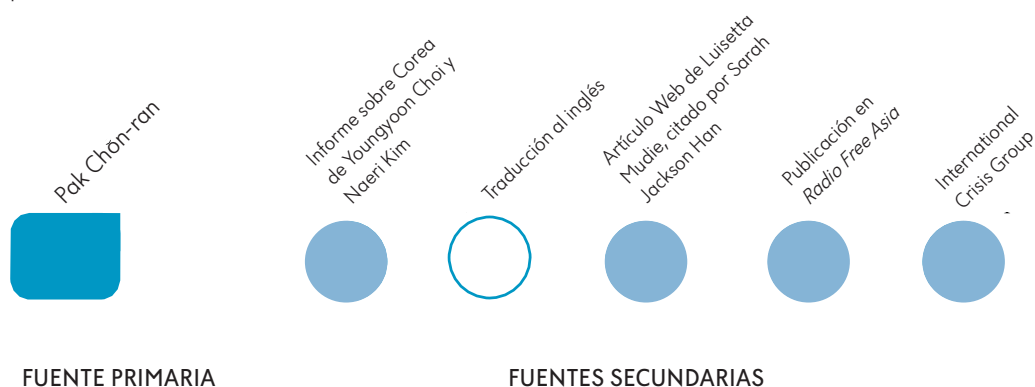 Pak Chŏn-ran
Informe sobre Corea
de Youngyoon Choi y
Naeri Kim
Traducción al inglés
Artículo Web de Luisetta
Mudie, citado por Sarah
Jackson Han
Publicación en
Radio Free Asia
International
Crisis Group
FUENTE PRIMARIA
FUENTES SECUNDARIAS